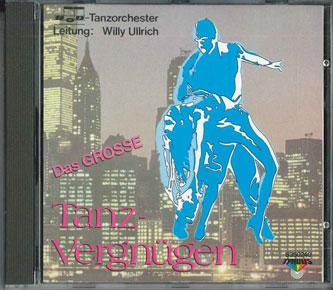 -Tanzorchester
Leitung: Willy Ullrich
Das GROSSE
Tanz-
Vergnügen